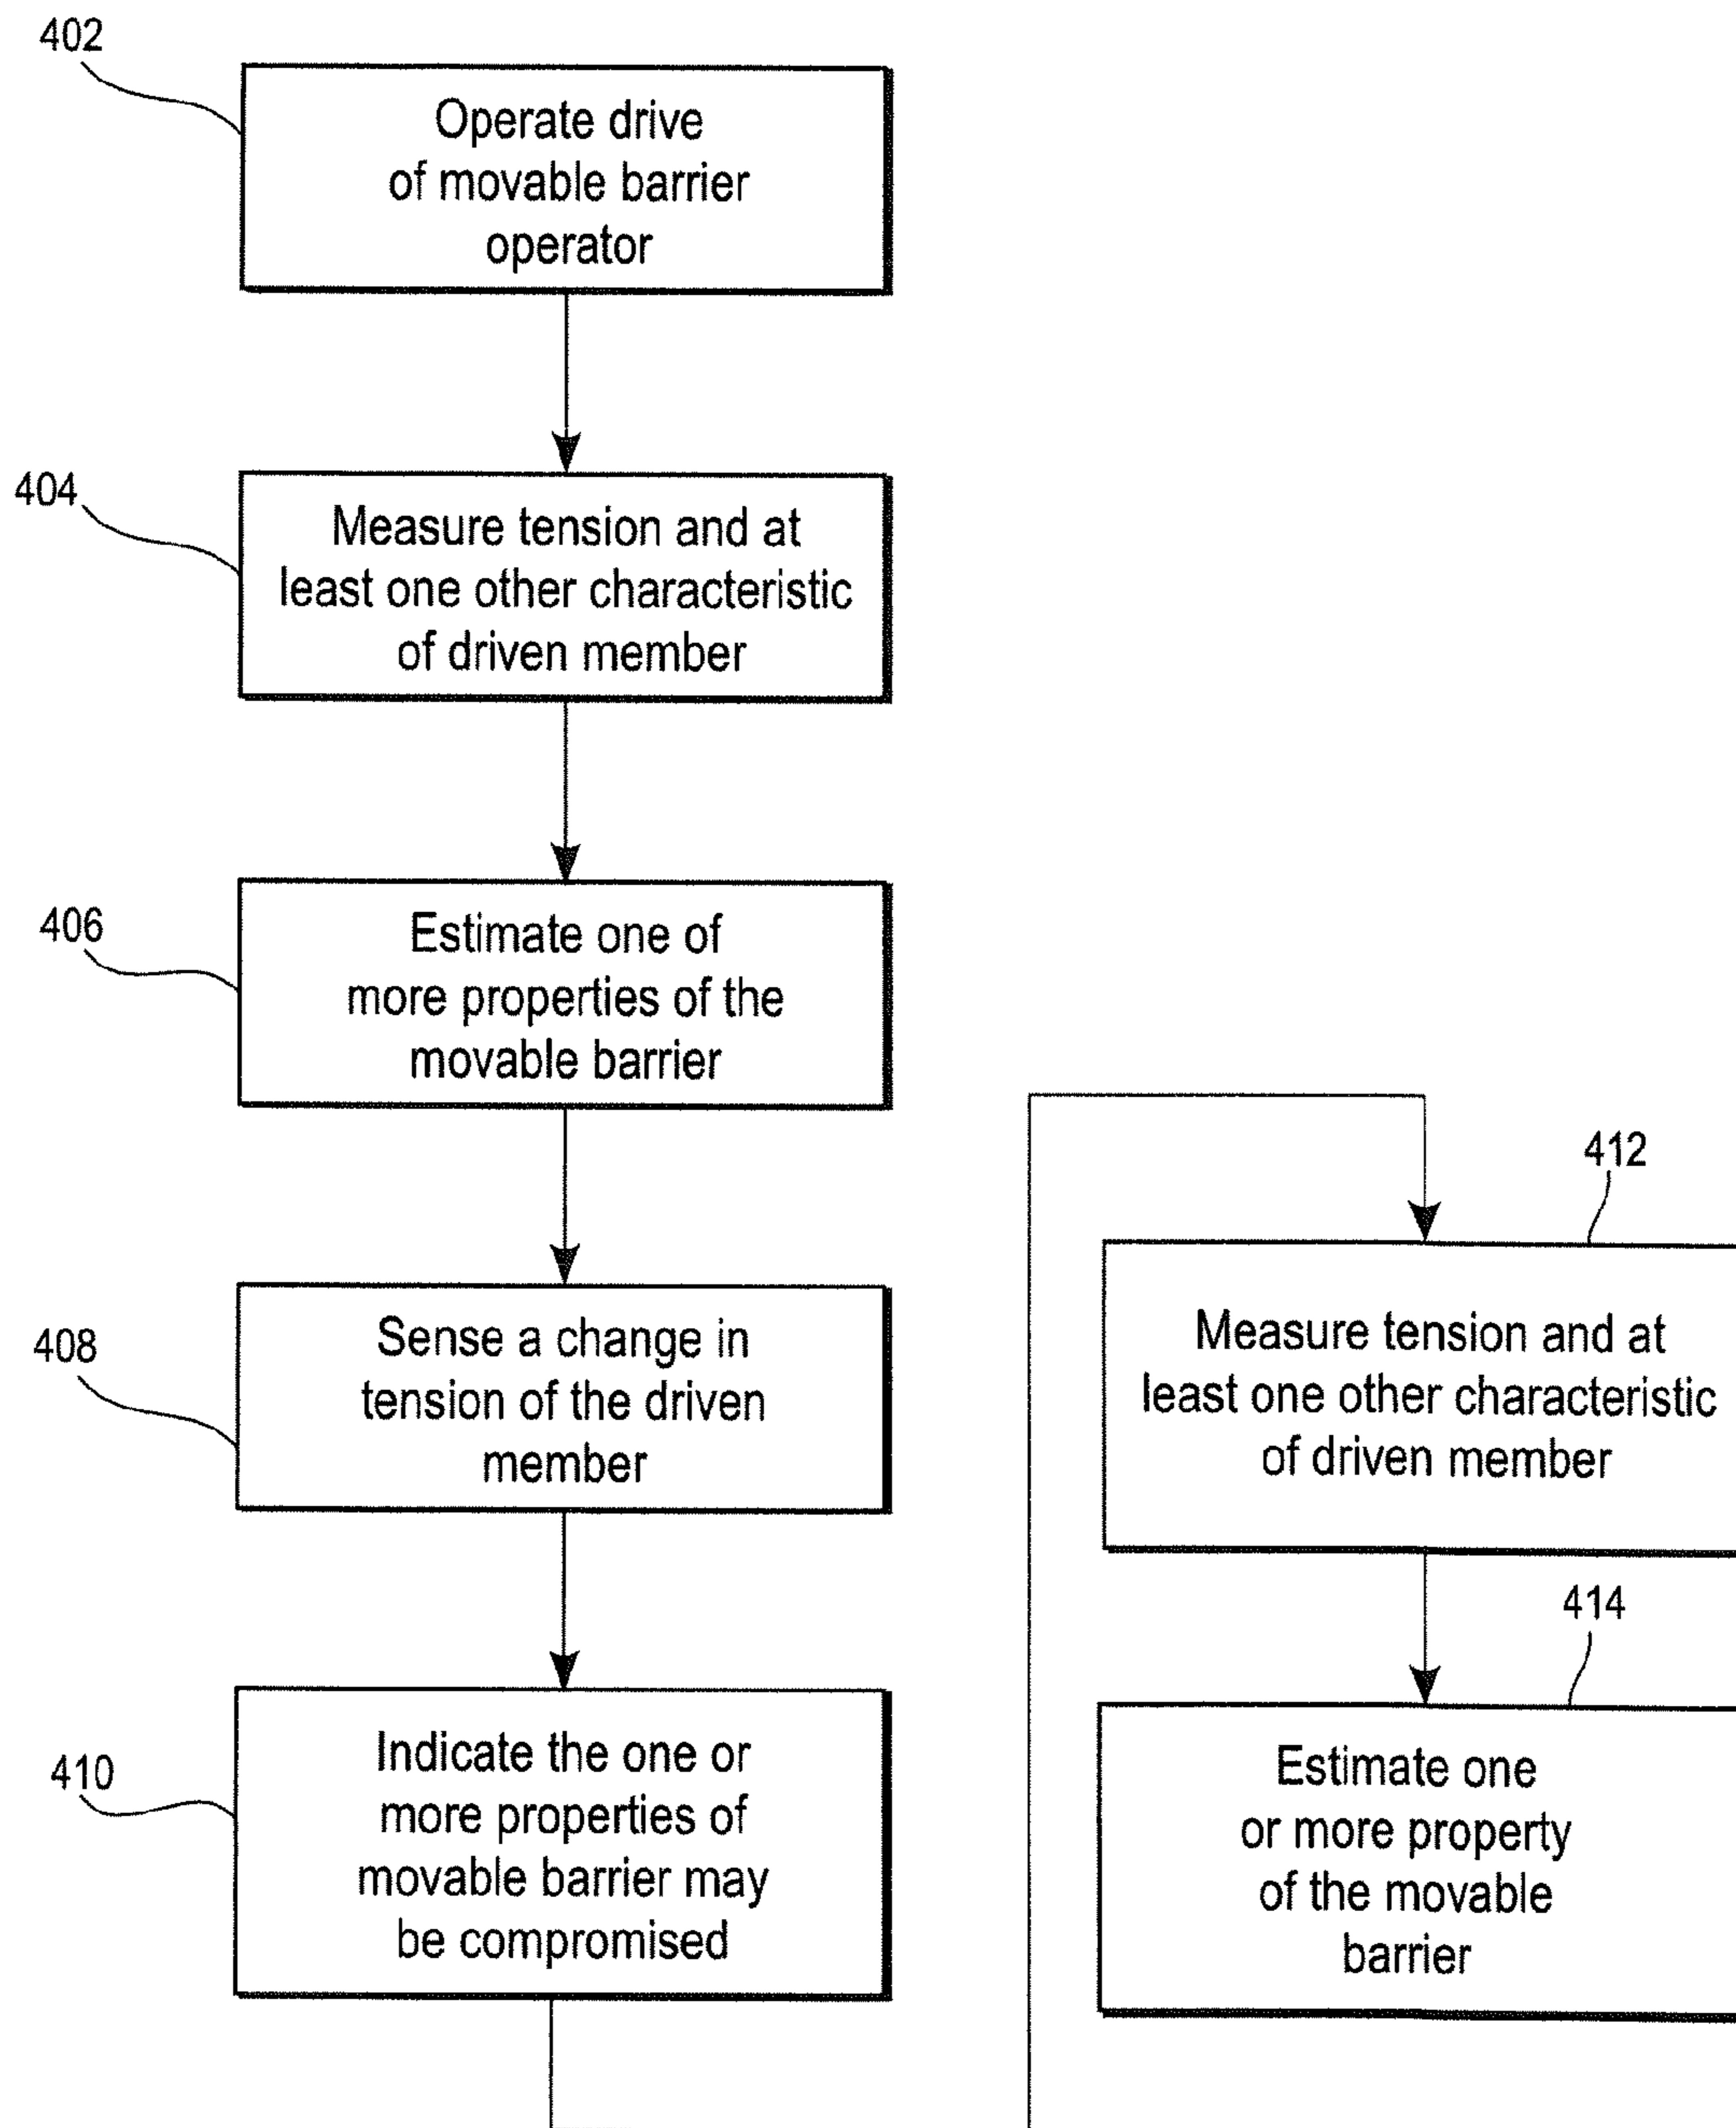 402
Operate drive
of movable barrier
operator
404
Measure tension and at
least one other characteristic
of driven member
406
Estimate one of
more properties of the
movable barrier
408
Sense a change in
tension of the driven
member
410
Indicate the one or
more properties of
movable barrier may
be compromised
412
Measure tension and at
least one other characteristic
of driven member
414
Estimate one
or more property
of the movable
barrier